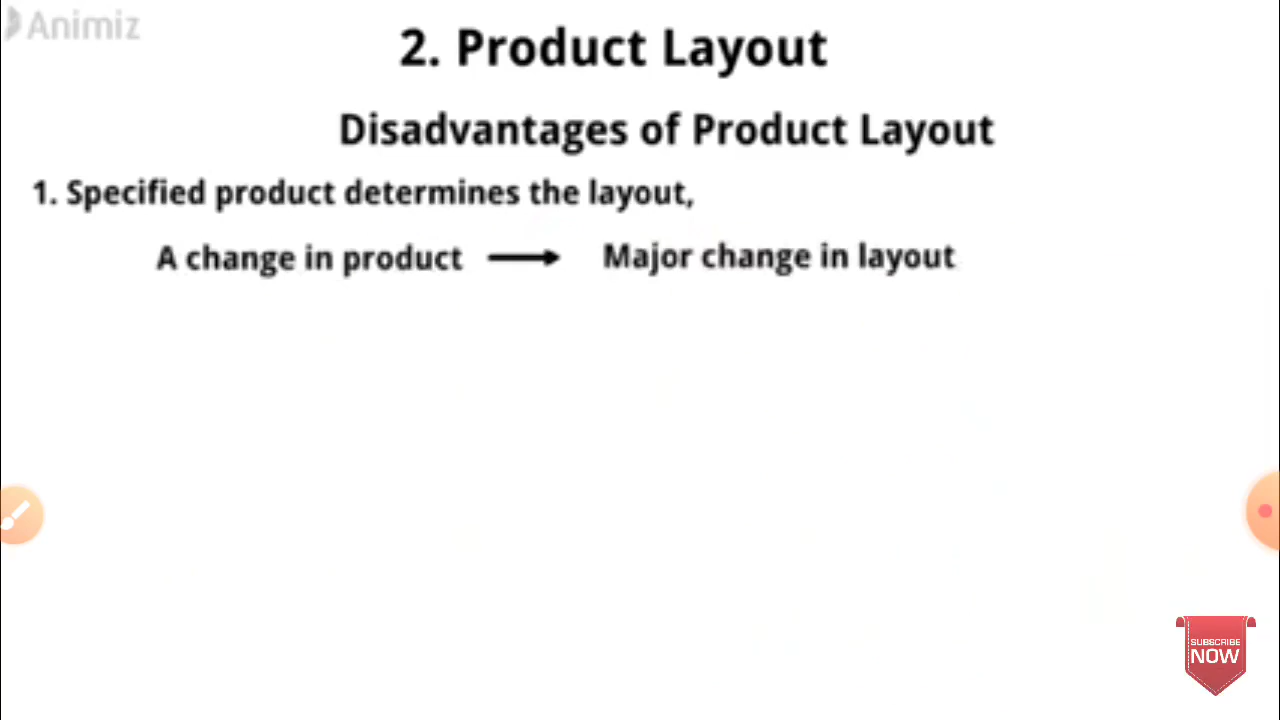 Animiz
2. Product Layout
Disadvantages of Product Layout
1. Specified product determines the layout,
A change in product → Major change in layout
SUBSCRIBE
NOW